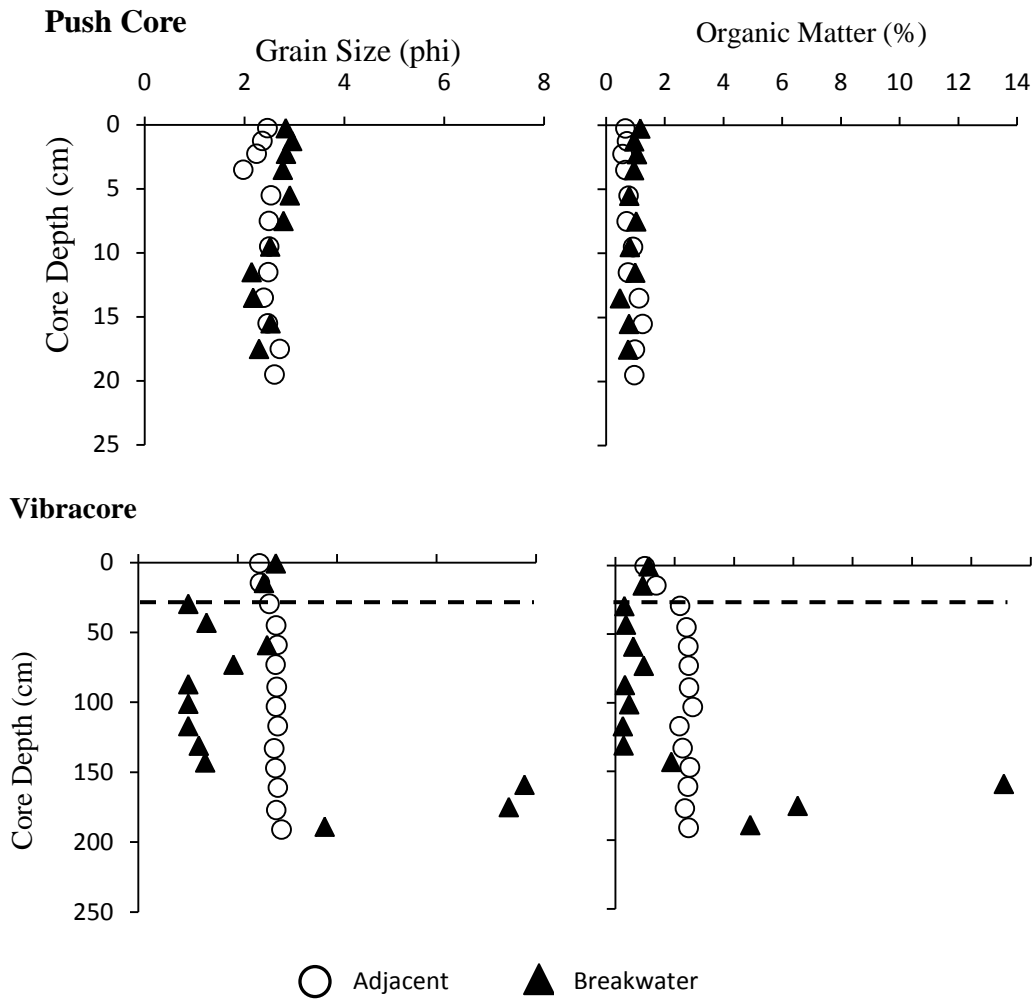 Push Core
Grain Size (phi)
Organic Matter (%)
0 2 4 6 8
0 2 4 6 8 10 12 14
Core Depth (cm)
0
5
10
15
20
25
Vibracore
Core Depth (cm)
0
50
100
150
200
250
Adjacent
Breakwater